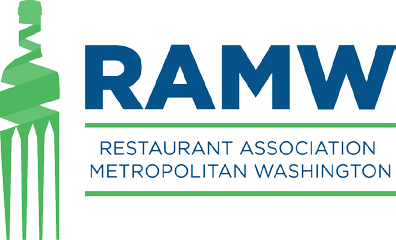 RAMW
RESTAURANT ASSOCIATION
METROPOLITAN WASHINGTON